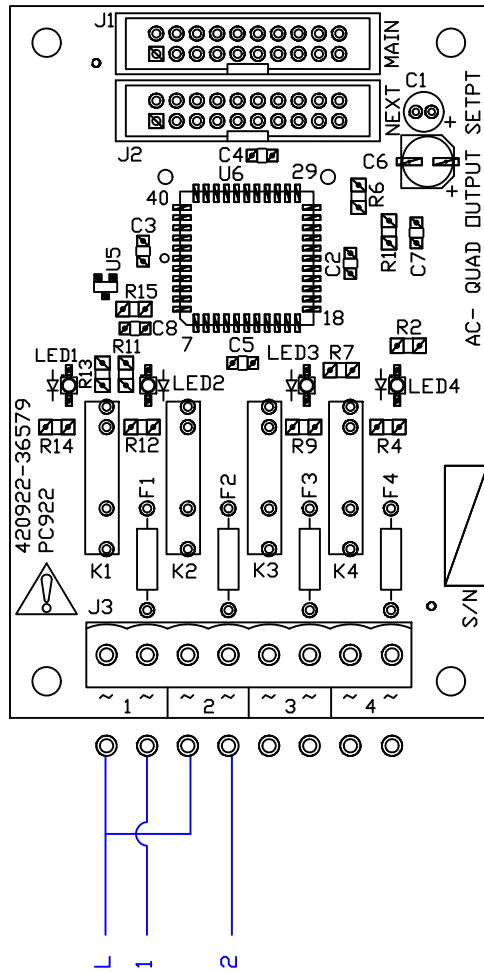 J1
MAIN
J2
NEXT
C1
+
C6
+
AC- QUAD OUTPUT SETPT
C4
U6
40
29
R6
C3
U5
R1
C7
C2
R15
C8
7
18
C5
R2
LED1
R13
R11
LED2
LED3
R7
LED4
R14
R12
R9
R4
420922-36579
PC922
K1
F1
K2
F2
K3
F3
K4
F4
!
J3
S/N
~ 1 ~
~ 2 ~
~ 3 ~
~ 4 ~
L
1
2